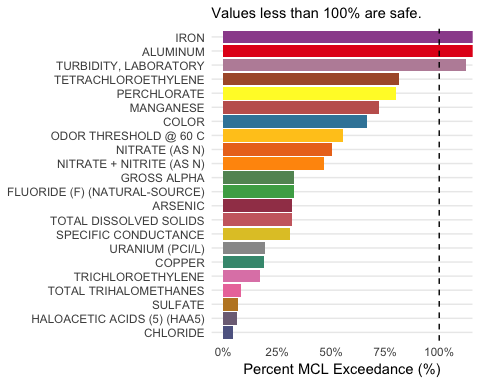 Values less than 100% are safe.
IRON
ALUMINUM
TURBIDITY, LABORATORY
TETRACHLOROETHYLENE
PERCHLORATE
MANGANESE
COLOR
ODOR THRESHOLD @ 60 C
NITRATE (AS N)
NITRATE + NITRITE (AS N)
GROSS ALPHA
FLUORIDE (F) (NATURAL-SOURCE)
ARSENIC
TOTAL DISSOLVED SOLIDS
SPECIFIC CONDUCTANCE
URANIUM (PCI/L)
COPPER
TRICHLOROETHYLENE
TOTAL TRIHALOMETHANES
SULFATE
HALOACETIC ACIDS (5) (HAA5)
CHLORIDE
0% 25% 50% 75% 100%
Percent MCL Exceedance (%)